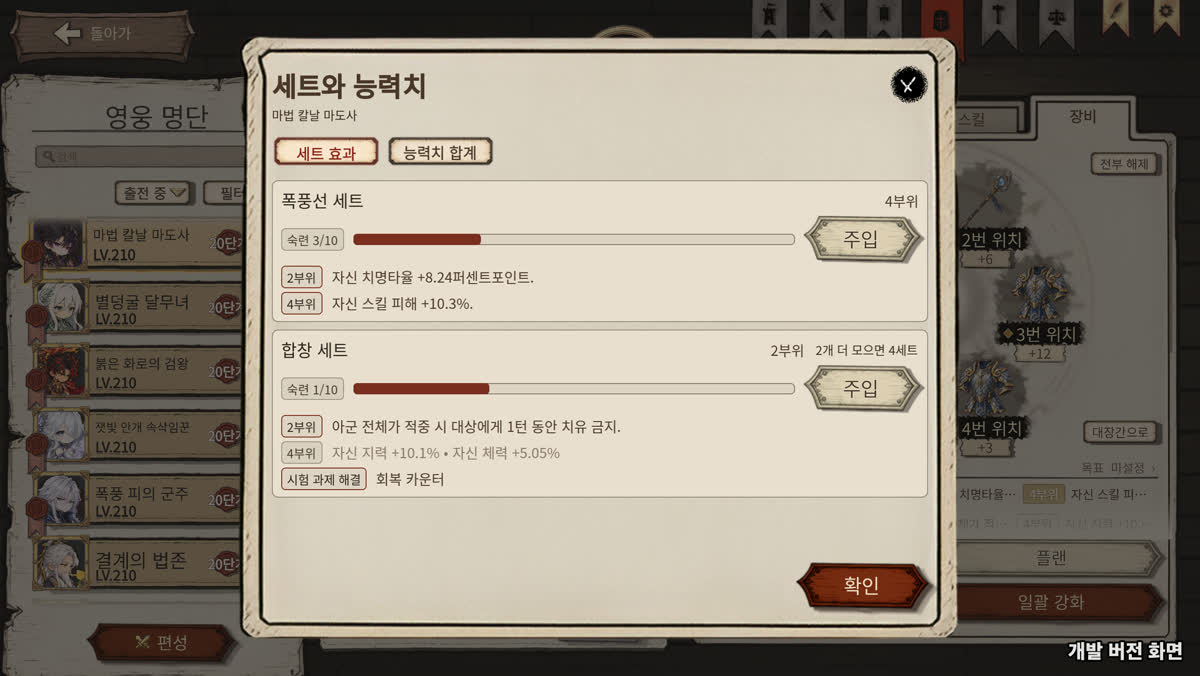 돌아가
영웅 명단
검색
출전 중
필터
마법 칼날 마도사
LV.210
20단계
별덩굴 달무녀
LV.210
붉은 화로의 검왕
LV.210
잿빛 안개 속삭임꾼
LV.210
폭풍 피의 군주
LV.210
결계의 법존
LV.210
편성
세트와 능력치
마법 칼날 마도사
세트 효과
능력치 합계
폭풍선 세트
4부위
숙련 3/10
주입
2부위 자신 치명타율 +8.24퍼센트포인트.
4부위 자신 스킬 피해 +10.3%.
합창 세트
2부위 2개 더 모으면 4세트
숙련 1/10
주입
2부위 아군 전체가 적중 시 대상에게 1턴 동안 치유 금지.
4부위 자신 지력 +10.1% • 자신 체력 +5.05%
시험 과제 해결 회복 카운터
확인
스킬
장비
전부 해제
2번 위치
+6
3번 위치
+12
4번 위치
+3
대장간으로
목표 미설정 ›
치명타율… 4부위 자신 스킬 피…
플랜
일괄 강화
개발 버전 화면